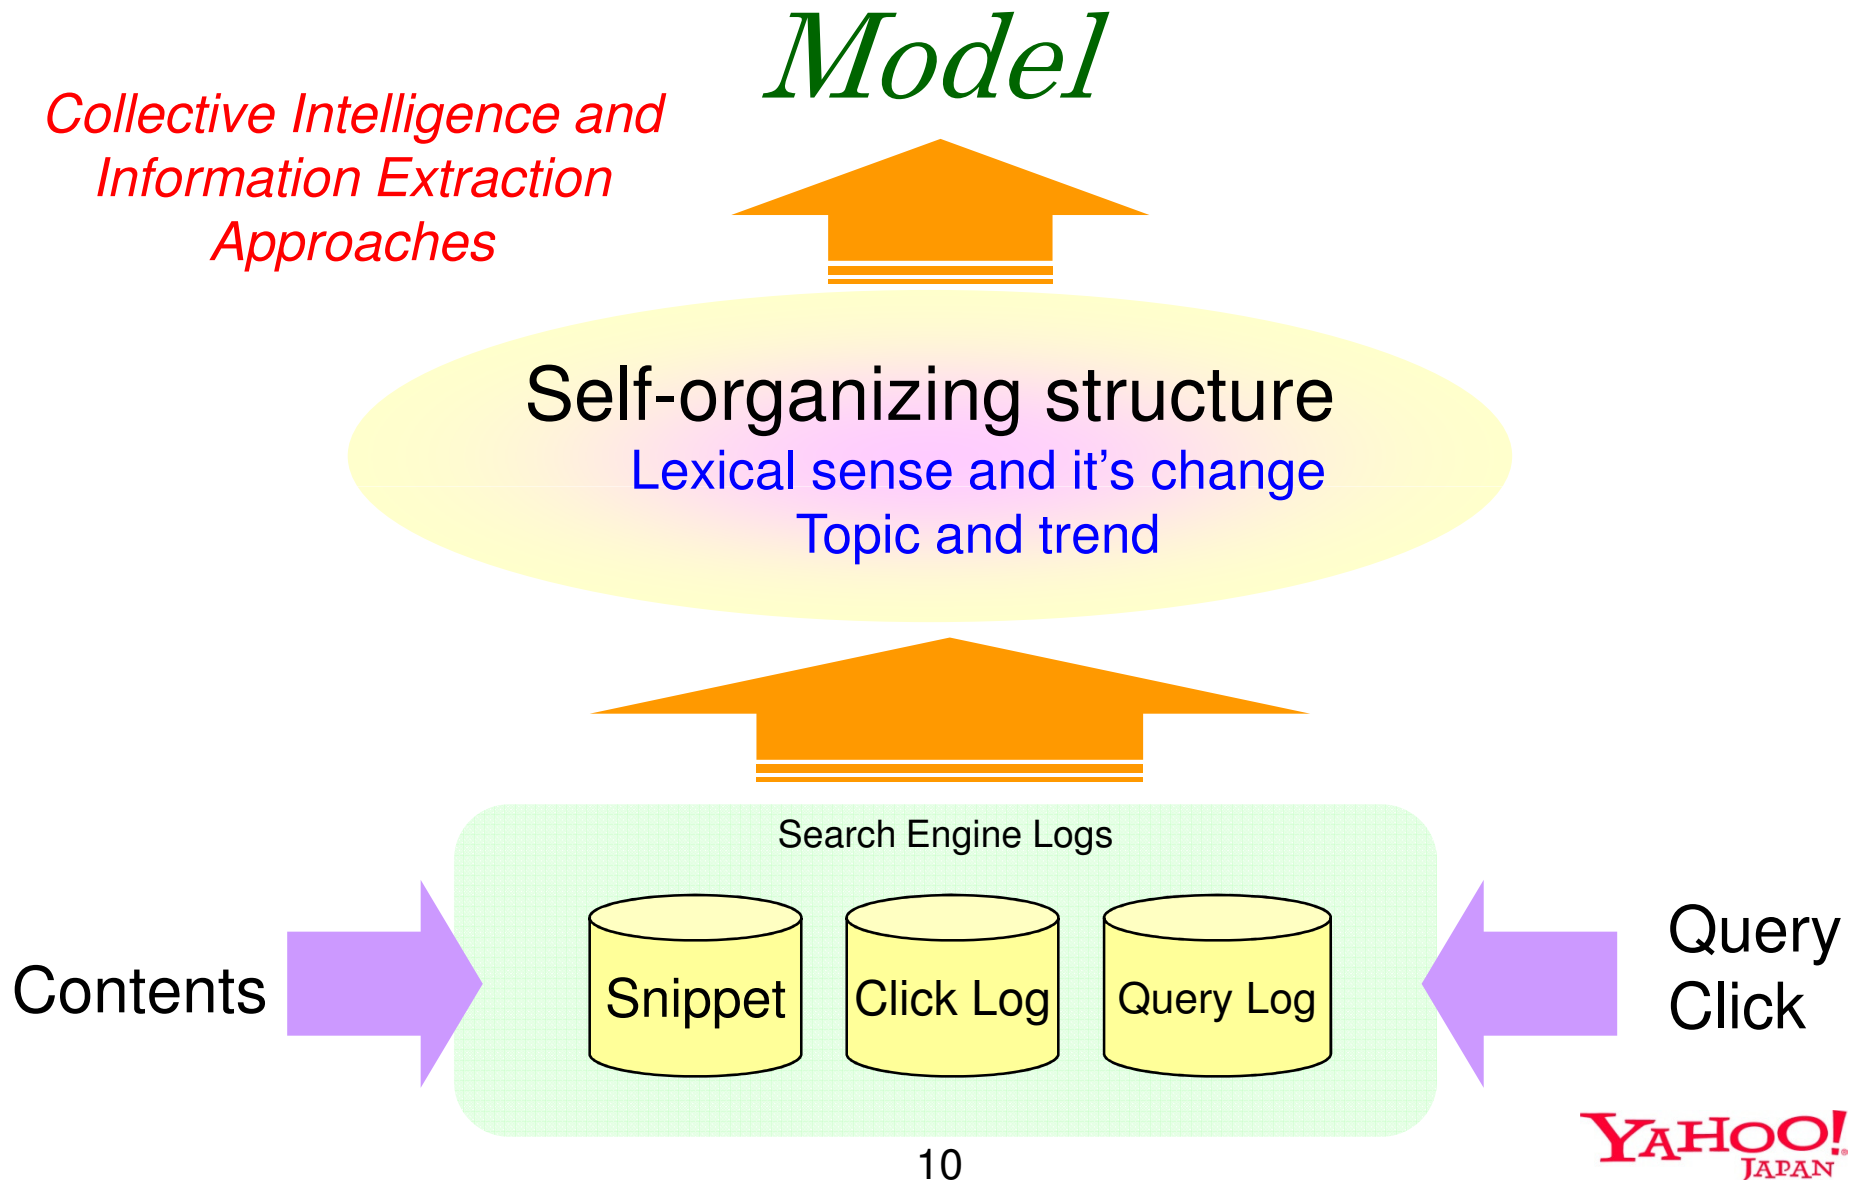 Model
Collective Intelligence and
Information Extraction
Approaches
Self-organizing structure
Lexical sense and it's change
Topic and trend
Search Engine Logs
Contents
Snippet
Click Log
Query Log
Query
Click
10
YAHOO!
JAPAN